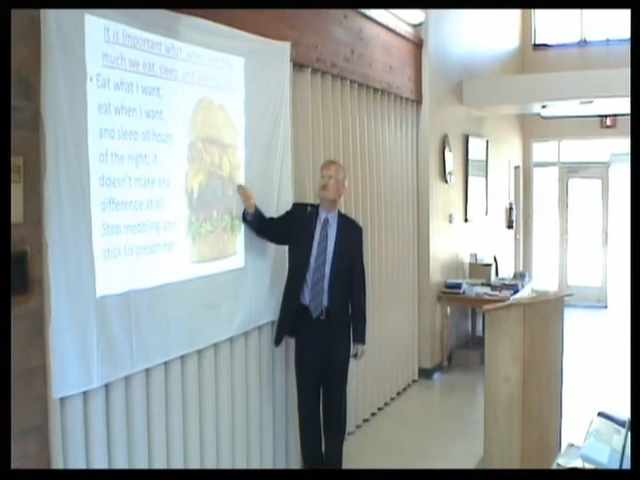 It is Important what, when, and how
much we eat, sleep and
• Eat what I want,
eat when I want
and sleep all hours
of the night; it
doesn't make any
difference at all.
Stop meddling and
stick to preaching!